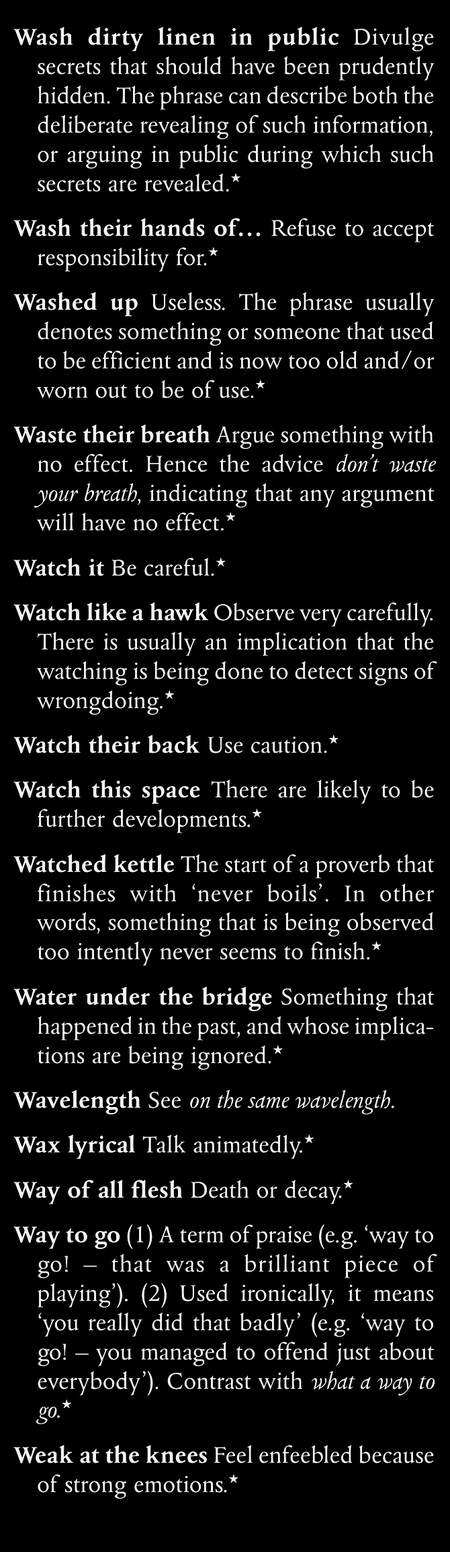 Wash dirty linen in public Divulge
secrets that should have been prudently
hidden. The phrase can describe both the
deliberate revealing of such information,
or arguing in public during which such
secrets are revealed.★
Wash their hands of… Refuse to accept
responsibility for.★
Washed up Useless. The phrase usually
denotes something or someone that used
to be efficient and is now too old and/or
worn out to be of use.★
Waste their breath Argue something with
no effect. Hence the advice don’t waste
your breath, indicating that any argument
will have no effect.★
Watch it Be careful.★
Watch like a hawk Observe very carefully.
There is usually an implication that the
watching is being done to detect signs of
wrongdoing.★
Watch their back Use caution.★
Watch this space There are likely to be
further developments.★
Watched kettle The start of a proverb that
finishes with ‘never boils’. In other
words, something that is being observed
too intently never seems to finish.★
Water under the bridge Something that
happened in the past, and whose implica-
tions are being ignored.★
Wavelength See on the same wavelength.
Wax lyrical Talk animatedly.★
Way of all flesh Death or decay.★
Way to go (1) A term of praise (e.g. ‘way to
go! – that was a brilliant piece of
playing’). (2) Used ironically, it means
‘you really did that badly’ (e.g. ‘way to
go! – you managed to offend just about
everybody’). Contrast with what a way to
go.★
Weak at the knees Feel enfeebled because
of strong emotions.★